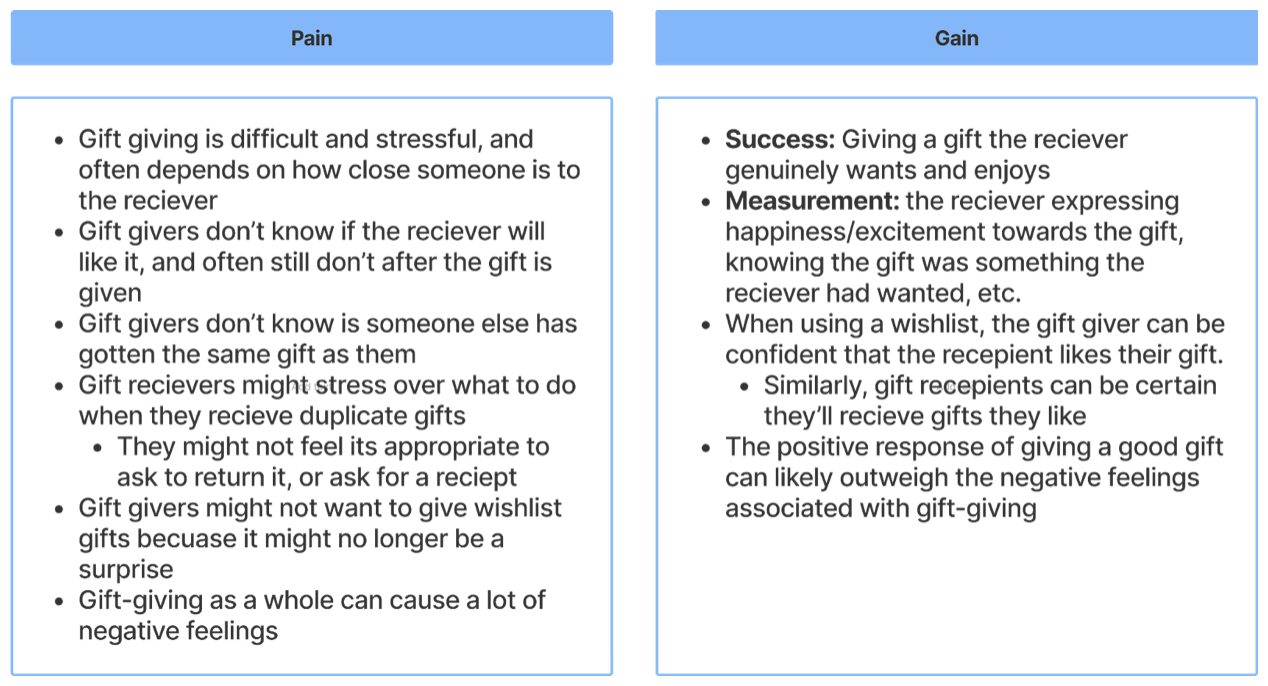 Pain
Gift giving is difficult and stressful, and
often depends on how close someone is to
the reciever
Gift givers don’t know if the reciever will
like it, and often still don’t after the gift is
given
Gift givers don’t know is someone else has
gotten the same gift as them
Gift recievers might stress over what to do
when they recieve duplicate gifts
They might not feel its appropriate to
ask to return it, or ask for a reciept
Gift givers might not want to give wishlist
gifts becuase it might no longer be a
surprise
Gift-giving as a whole can cause a lot of
negative feelings
Gain
Success: Giving a gift the reciever
genuinely wants and enjoys
Measurement: the reciever expressing
happiness/excitement towards the gift,
knowing the gift was something the
reciever had wanted, etc.
When using a wishlist, the gift giver can be
confident that the recepient likes their gift.
Similarly, gift recepients can be certain
they’ll recieve gifts they like
The positive response of giving a good gift
can likely outweigh the negative feelings
associated with gift-giving